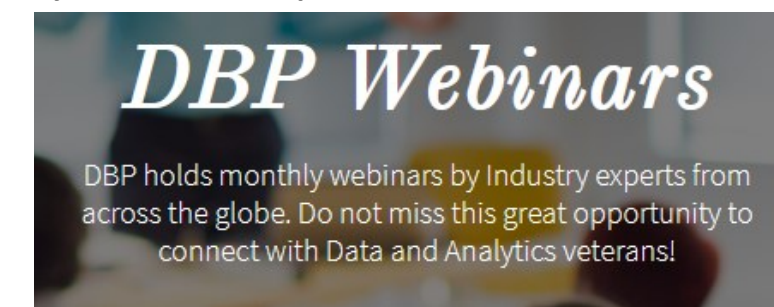 DBP Webinars
DBP holds monthly webinars by Industry experts from
across the globe. Do not miss this great opportunity to
connect with Data and Analytics veterans!